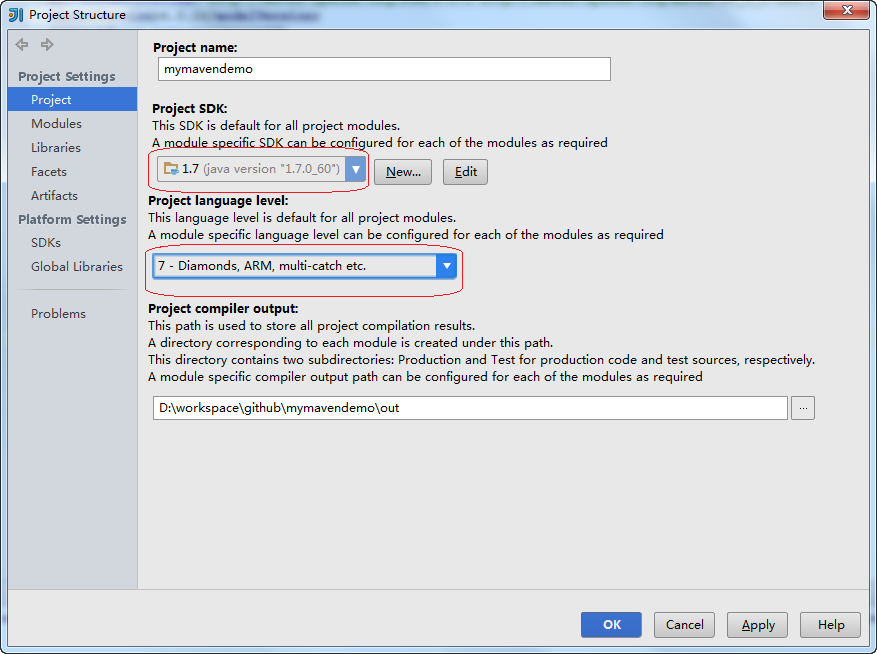 Project Structure
Project Settings
Project
Modules
Libraries
Facets
Artifacts
Platform Settings
SDKs
Global Libraries
Problems
Project name:
mymavendemo
Project SDK:
This SDK is default for all project modules.
A module specific SDK can be configured for each of the modules as required
1.7 (java version "1.7.0_60")
New...
Edit
Project language level:
This language level is default for all project modules.
A module specific language level can be configured for each of the modules as required
7 - Diamonds, ARM, multi-catch etc.
Project compiler output:
This path is used to store all project compilation results.
A directory corresponding to each module is created under this path.
This directory contains two subdirectories: Production and Test for production code and test sources, respectively.
A module specific compiler output path can be configured for each of the modules as required
D:\workspace\github\mymavendemo\out
...
OK
Cancel
Apply
Help